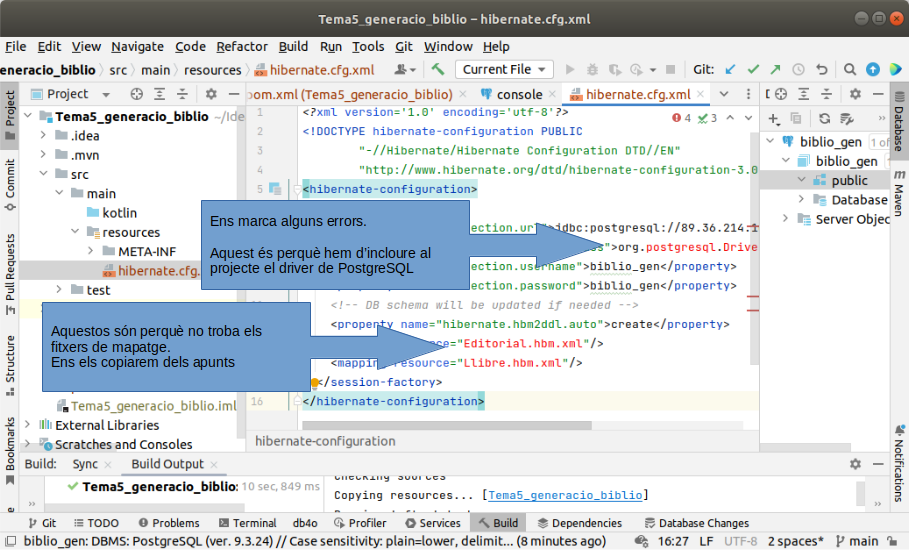 Tema5_generacio_biblio – hibernate.cfg.xml
File Edit View Navigate Code Refactor Build Run Tools Git Window Help
eneracio_biblio src main resources hibernate.cfg.xml Current File Git:
Project
om.xml (Tema5_generacio_biblio) console hibernate.cfg.xml
Project
Commit
Pull Requests
Structure
Bookmarks
Tema5_generacio_biblio ~/Ide
.idea
.mvn
src
main
kotlin
resources
META-INF
hibernate.cfg.
test
Tema5_generacio_biblio.iml
External Libraries
Scratches and Consoles
4 3
1 <?xml version='1.0' encoding='utf-8'?>
2 <!DOCTYPE hibernate-configuration PUBLIC
3 "-//Hibernate/Hibernate Configuration DTD//EN"
4 "http://www.hibernate.org/dtd/hibernate-configuration-3.0
5 <hibernate-configuration>
ection.url">jdbc:postgresql://89.36.214.1
ss">org.postgresql.Drive
ection.username">biblio_gen</property>
ection.password">biblio_gen</property>
<!-- DB schema will be updated if needed -->
<property name="hibernate.hbm2ddl.auto">create</property>
ce="Editorial.hbm.xml"/>
<mapping resource="Llibre.hbm.xml"/>
</session-factory>
16 </hibernate-configuration>
hibernate-configuration
Ens marca alguns errors.
Aquest és perquè hem d'incloure al
projecte el driver de PostgreSQL
Aquestos són perquè no troba els
fitxers de mapatge.
Ens els copiarem dels apunts
biblio_gen 1 of
biblio_gen
public
Database
Server Objec
Database
Maven
Notifications
Build: Sync Build Output
Tema5_generacio_biblio: 10 sec, 849 ms
Checking sources
Copying resources... [Tema5_generacio_biblio]
Git TODO Problems Terminal db4o Profiler Services Build Dependencies Database Changes
biblio_gen: DBMS: PostgreSQL (ver. 9.3.24) // Case sensitivity: plain=lower, delimit... (8 minutes ago) 16:27 LF UTF-8 2 spaces* main